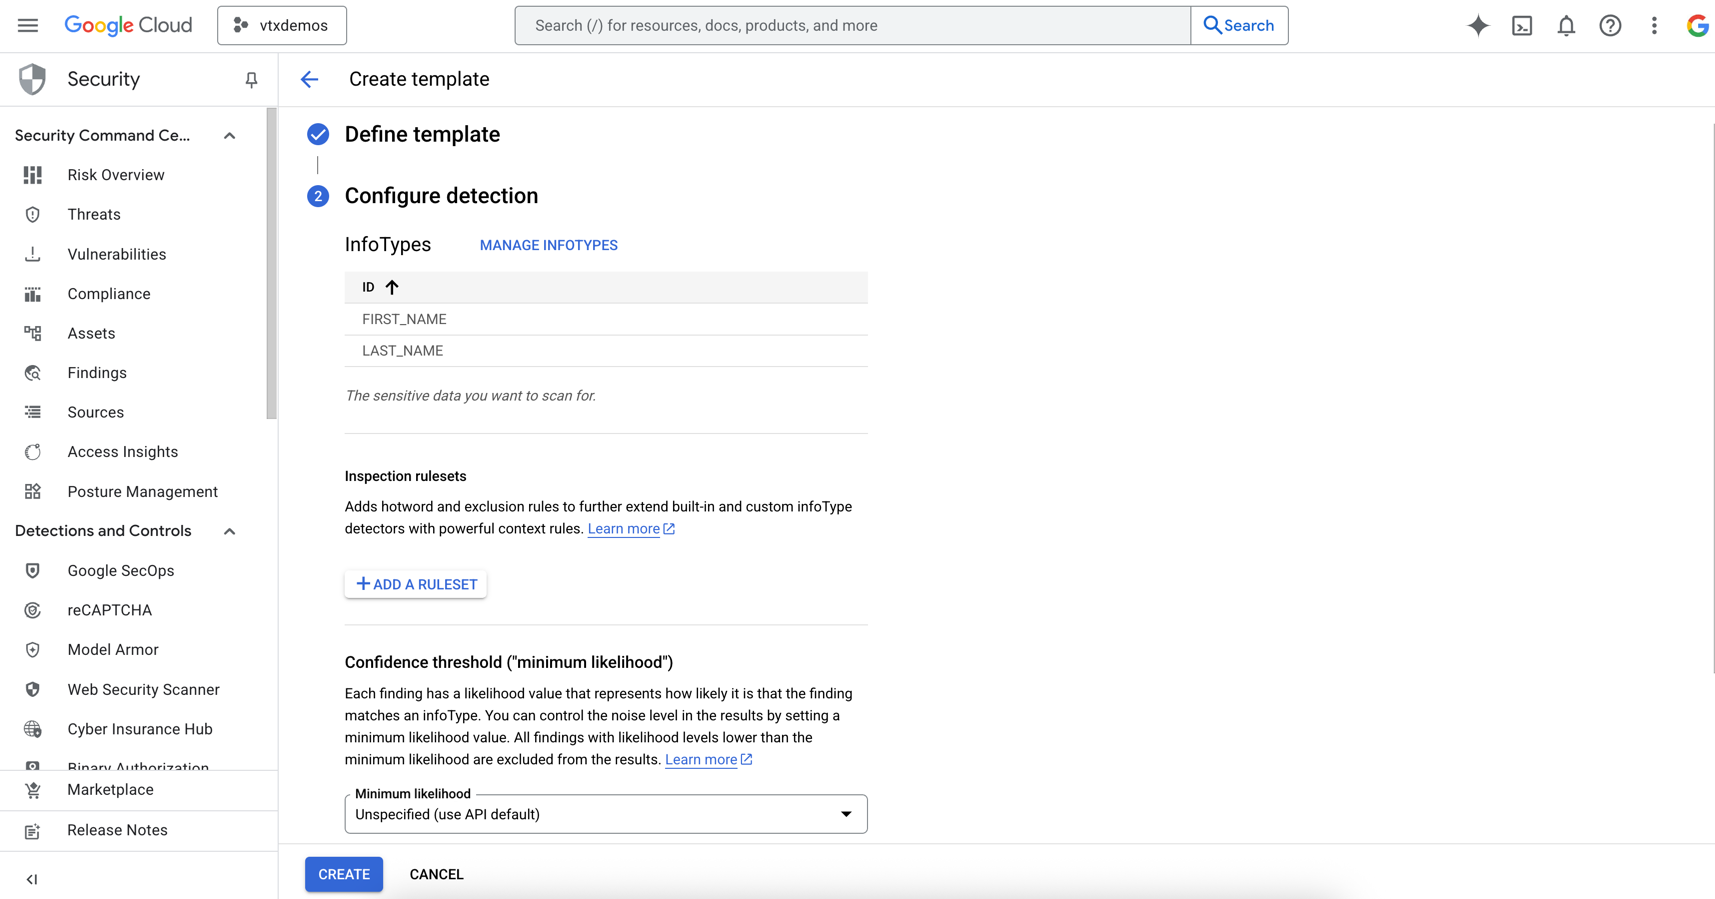 Google Cloud
vtxdemos
Search (/) for resources, docs, products, and more
Search
Security
Create template
Security Command Ce...
Risk Overview
Threats
Vulnerabilities
Compliance
Assets
Findings
Sources
Access Insights
Posture Management
Detections and Controls
Google SecOps
reCAPTCHA
Model Armor
Web Security Scanner
Cyber Insurance Hub
Binary Authorization
Marketplace
Release Notes
Define template
2
Configure detection
InfoTypes
MANAGE INFOTYPES
ID
FIRST_NAME
LAST_NAME
The sensitive data you want to scan for.
Inspection rulesets
Adds hotword and exclusion rules to further extend built-in and custom infoType
detectors with powerful context rules. Learn more
ADD A RULESET
Confidence threshold ("minimum likelihood")
Each finding has a likelihood value that represents how likely it is that the finding
matches an infoType. You can control the noise level in the results by setting a
minimum likelihood value. All findings with likelihood levels lower than the
minimum likelihood are excluded from the results. Learn more
Minimum likelihood
Unspecified (use API default)
CREATE
CANCEL